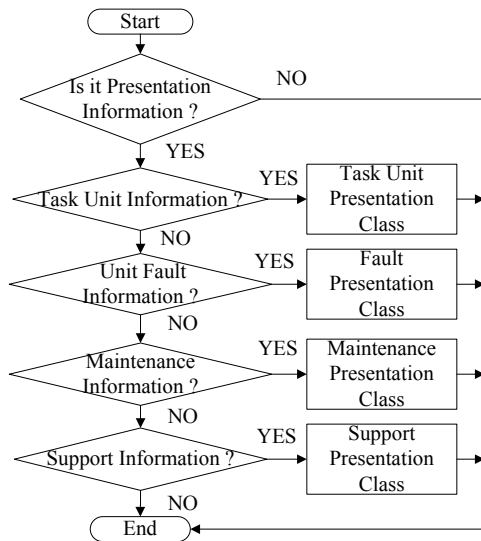 Start
Is it Presentation
Information ?
NO
YES
Task Unit Information ?
YES
Task Unit
Presentation
Class
NO
Unit Fault
Information ?
YES
Fault
Presentation
Class
NO
Maintenance
Information ?
YES
Maintenance
Presentation
Class
NO
Support Information ?
YES
Support
Presentation
Class
NO
End